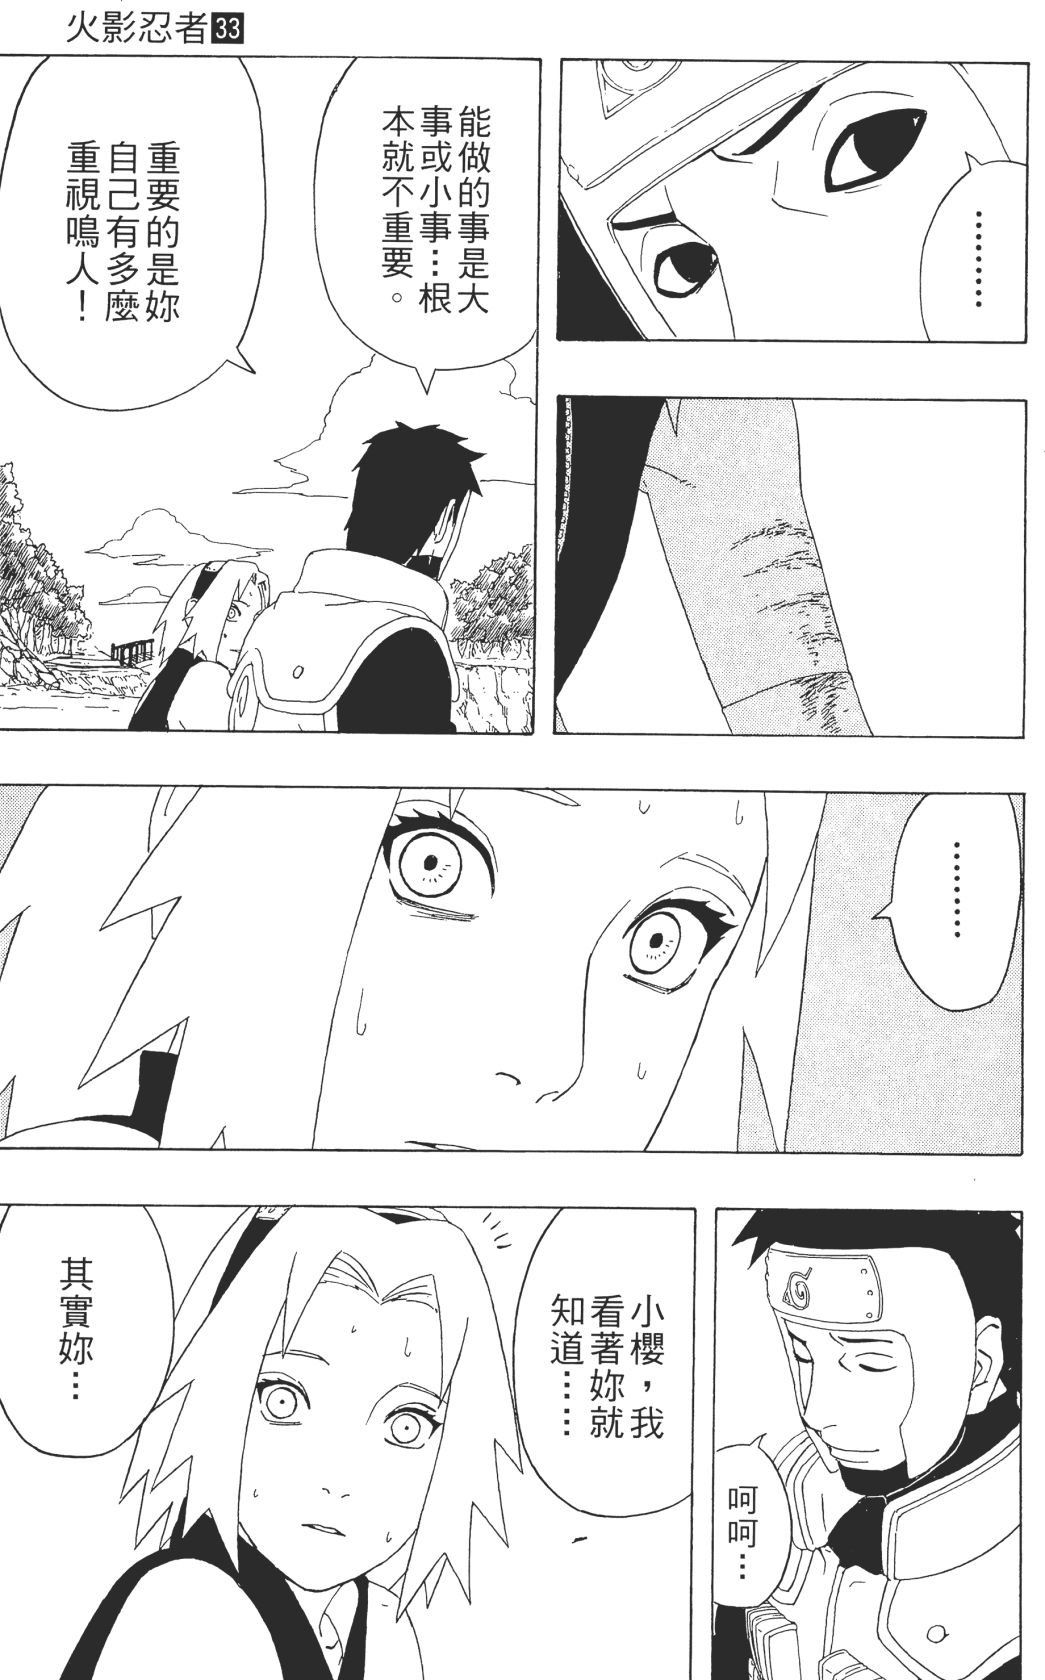 火影忍者33
………
能做的事是大
事或小事…根
本就不重要。
重要的是妳
自己有多麼
重視鳴人！
………
呵呵…
小櫻，我
看著妳就
知道……
其實妳…